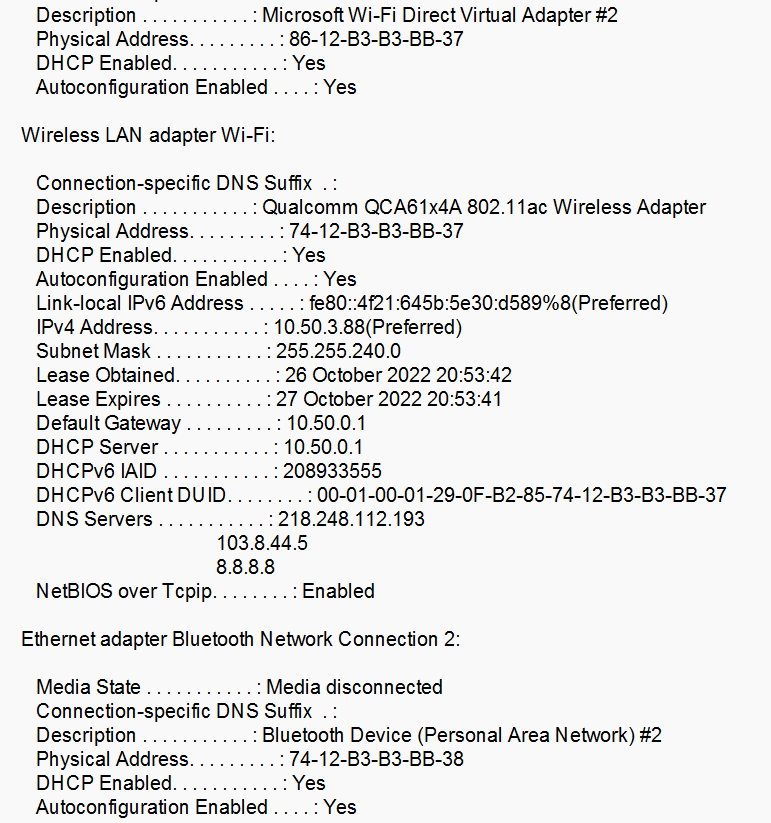 Description . . . . . . . . . . . : Microsoft Wi-Fi Direct Virtual Adapter #2
Physical Address. . . . . . . . . : 86-12-B3-B3-BB-37
DHCP Enabled. . . . . . . . . . . : Yes
Autoconfiguration Enabled . . . . : Yes
Wireless LAN adapter Wi-Fi:
Connection-specific DNS Suffix . :
Description . . . . . . . . . . . : Qualcomm QCA61x4A 802.11ac Wireless Adapter
Physical Address. . . . . . . . . : 74-12-B3-B3-BB-37
DHCP Enabled. . . . . . . . . . . : Yes
Autoconfiguration Enabled . . . . : Yes
Link-local IPv6 Address . . . . . : fe80::4f21:645b:5e30:d589%8(Preferred)
IPv4 Address. . . . . . . . . . . : 10.50.3.88(Preferred)
Subnet Mask . . . . . . . . . . . : 255.255.240.0
Lease Obtained. . . . . . . . . . : 26 October 2022 20:53:42
Lease Expires . . . . . . . . . . : 27 October 2022 20:53:41
Default Gateway . . . . . . . . . : 10.50.0.1
DHCP Server . . . . . . . . . . . : 10.50.0.1
DHCPv6 IAID . . . . . . . . . . . : 208933555
DHCPv6 Client DUID. . . . . . . . : 00-01-00-01-29-0F-B2-85-74-12-B3-B3-BB-37
DNS Servers . . . . . . . . . . . : 218.248.112.193
103.8.44.5
8.8.8.8
NetBIOS over Tcpip. . . . . . . . : Enabled
Ethernet adapter Bluetooth Network Connection 2:
Media State . . . . . . . . . . . : Media disconnected
Connection-specific DNS Suffix . :
Description . . . . . . . . . . . : Bluetooth Device (Personal Area Network) #2
Physical Address. . . . . . . . . : 74-12-B3-B3-BB-38
DHCP Enabled. . . . . . . . . . . : Yes
Autoconfiguration Enabled . . . . : Yes